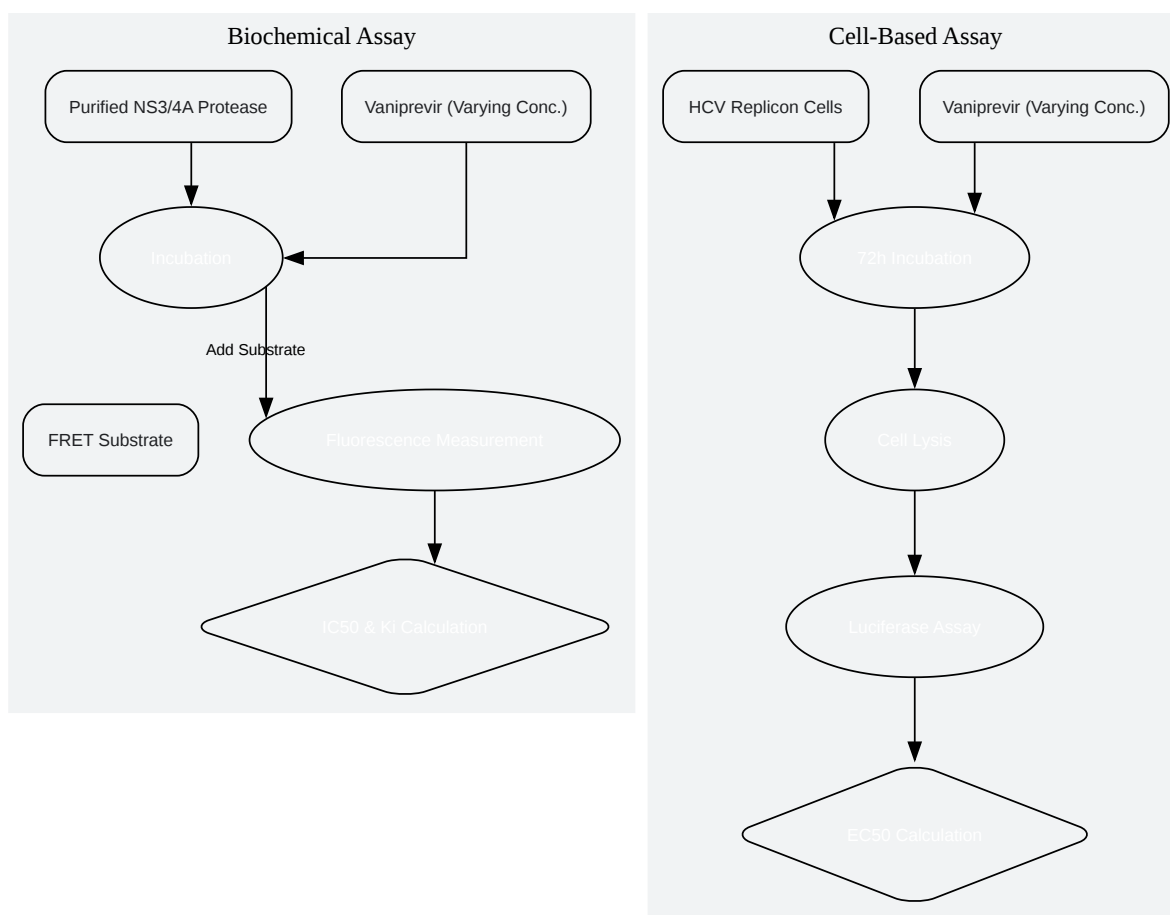 Biochemical Assay
Purified NS3/4A Protease
Vaniprevir (Varying Conc.)
Incubation
Add Substrate
FRET Substrate
Fluorescence Measurement
IC50 & Ki Calculation
Cell-Based Assay
HCV Replicon Cells
Vaniprevir (Varying Conc.)
72h Incubation
Cell Lysis
Luciferase Assay
EC50 Calculation